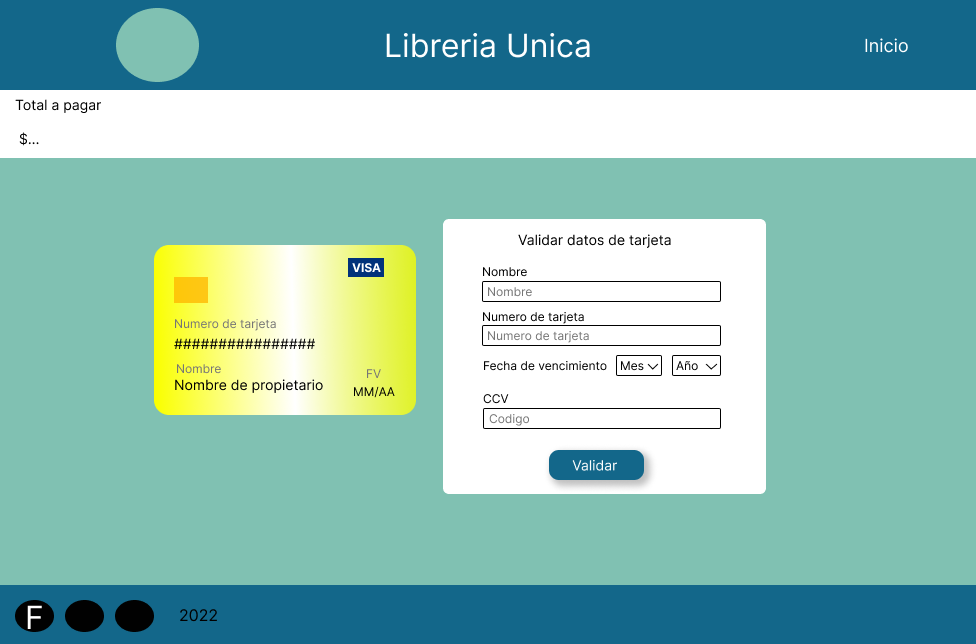 Libreria Unica
Inicio
Total a pagar
$...
VISA
Numero de tarjeta
################
Nombre
Nombre de propietario
FV
MM/AA
Validar datos de tarjeta
Nombre
Nombre
Numero de tarjeta
Numero de tarjeta
Fecha de vencimiento Mes Año
CCV
Codigo
Validar
F 2022